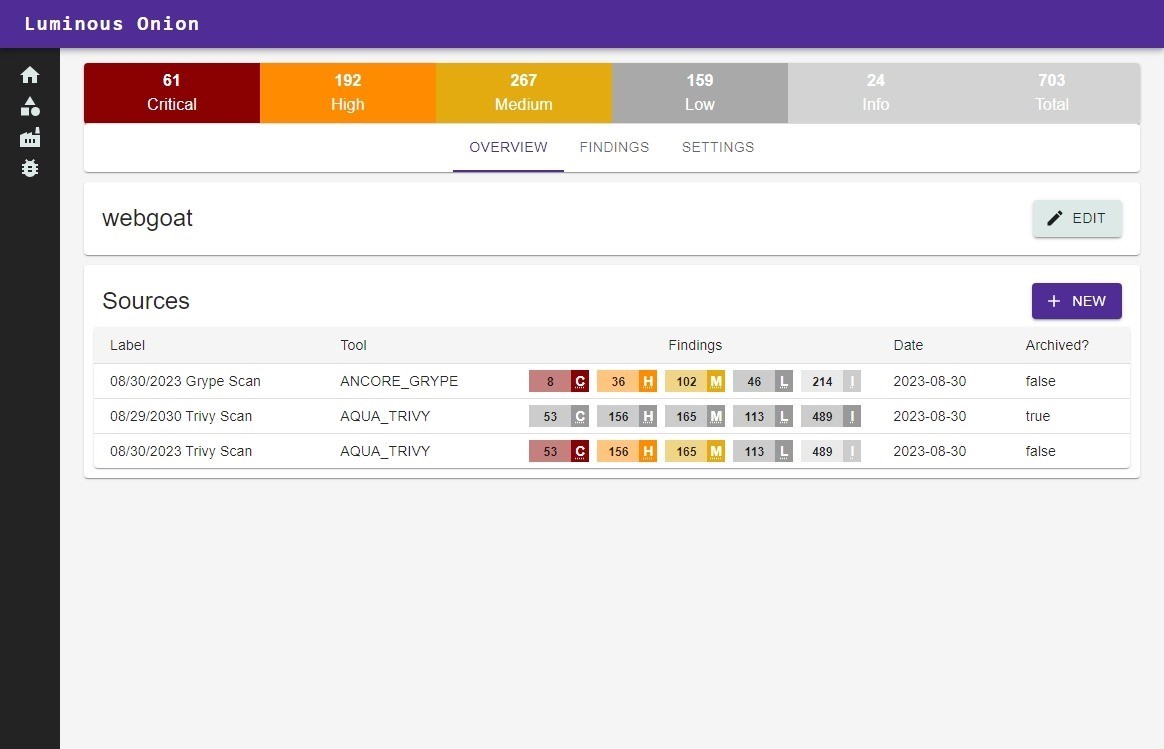 Luminous Onion
61 192 267 159 24 703
Critical High Medium Low Info Total
OVERVIEW FINDINGS SETTINGS
webgoat EDIT
Sources NEW
Label Tool Findings Date Archived?
08/30/2023 Grype Scan ANCORE_GRYPE 8 C 36 H 102 M 46 L 214 I 2023-08-30 false
08/29/2030 Trivy Scan AQUA_TRIVY 53 C 156 H 165 M 113 L 489 I 2023-08-30 true
08/30/2023 Trivy Scan AQUA_TRIVY 53 C 156 H 165 M 113 L 489 I 2023-08-30 false